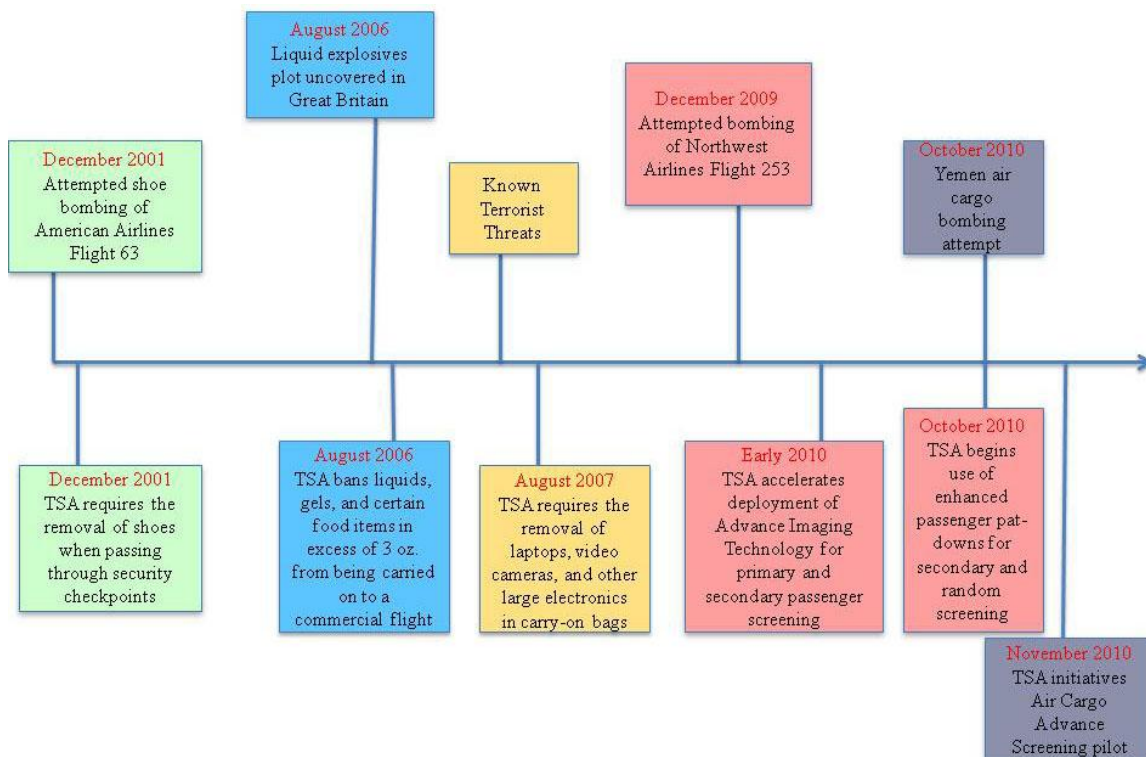 December 2001
Attempted shoe
bombing of
American Airlines
Flight 63
August 2006
Liquid explosives
plot uncovered in
Great Britain
Known
Terrorist
Threats
December 2009
Attempted bombing
of Northwest
Airlines Flight 253
October 2010
Yemen air
cargo
bombing
attempt
December 2001
TSA requires the
removal of shoes
when passing
through security
checkpoints
August 2006
TSA bans liquids,
gels, and certain
food items in
excess of 3 oz.
from being carried
on to a
commercial flight
August 2007
TSA requires the
removal of
laptops, video
cameras, and other
large electronics
in carry-on bags
Early 2010
TSA accelerates
deployment of
Advance Imaging
Technology for
primary and
secondary passenger
screening
October 2010
TSA begins
use of
enhanced
passenger pat-
downs for
secondary and
random
screening
November 2010
TSA initiatives
Air Cargo
Advance
Screening pilot